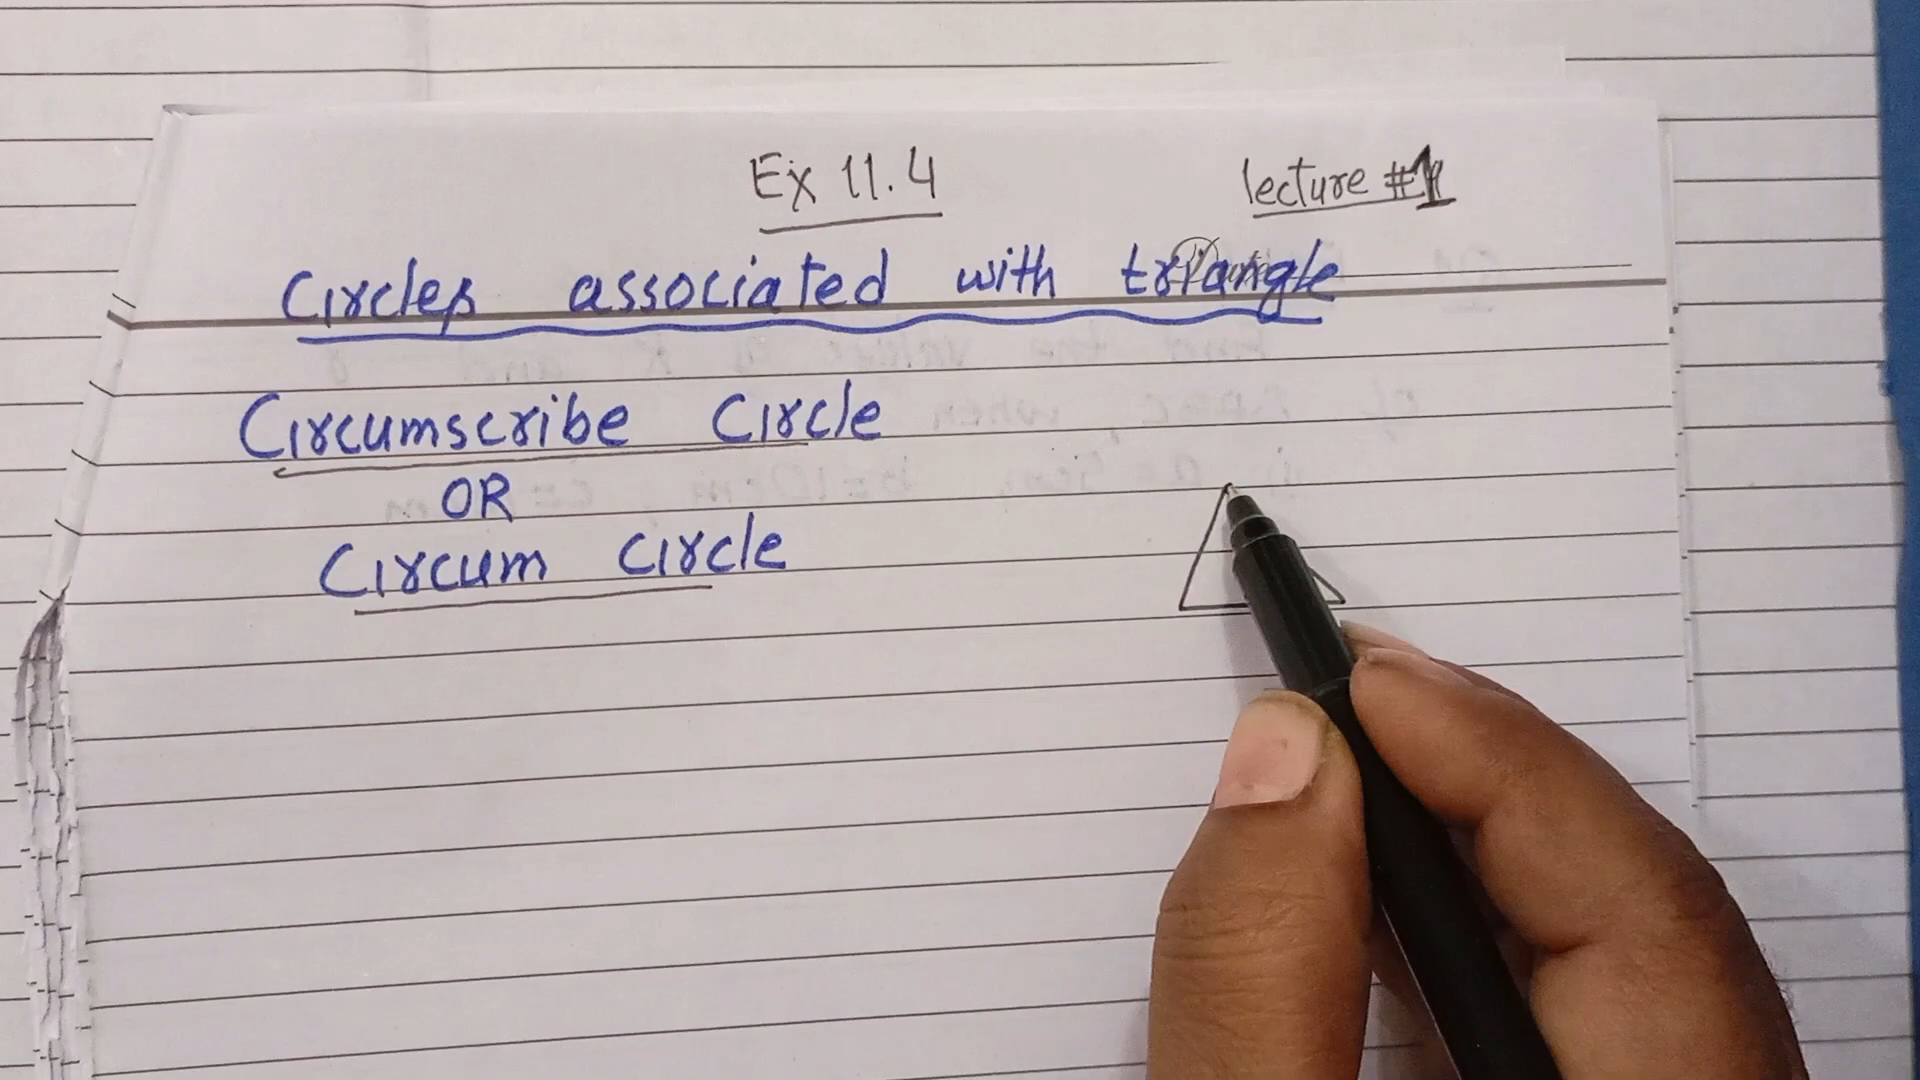 Ex 11.4
lecture #1
Circles associated with triangle
Circumscribe Circle
OR
Circum circle